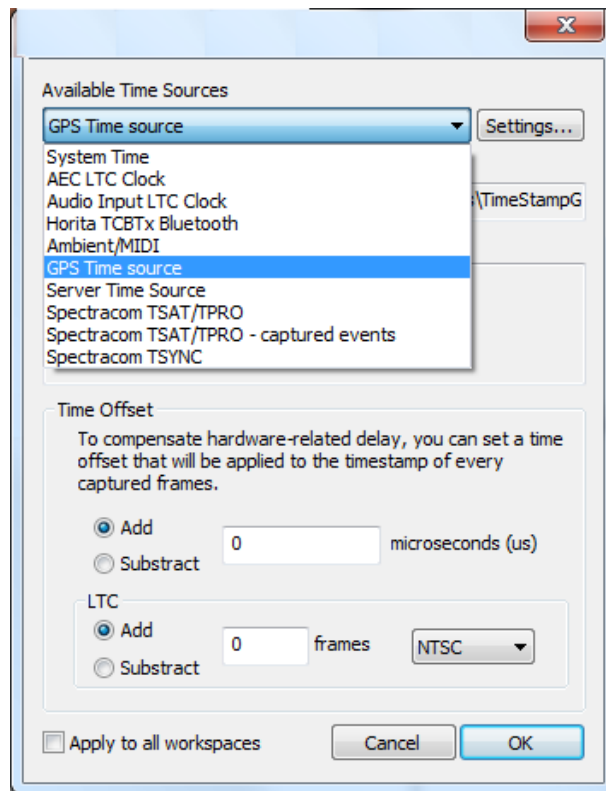 Available Time Sources
GPS Time source
Settings...
System Time
AEC LTC Clock
Audio Input LTC Clock
s\TimeStampG
Horita TCBTx Bluetooth
Ambient/MIDI
GPS Time source
Server Time Source
Spectracom TSAT/TPRO
Spectracom TSAT/TPRO - captured events
Spectracom TSYNC
Time Offset
To compensate hardware-related delay, you can set a time
offset that will be applied to the timestamp of every
captured frames.
Add
0
microseconds (us)
Substract
LTC
Add
0
frames
NTSC
Substract
Apply to all workspaces
Cancel
OK